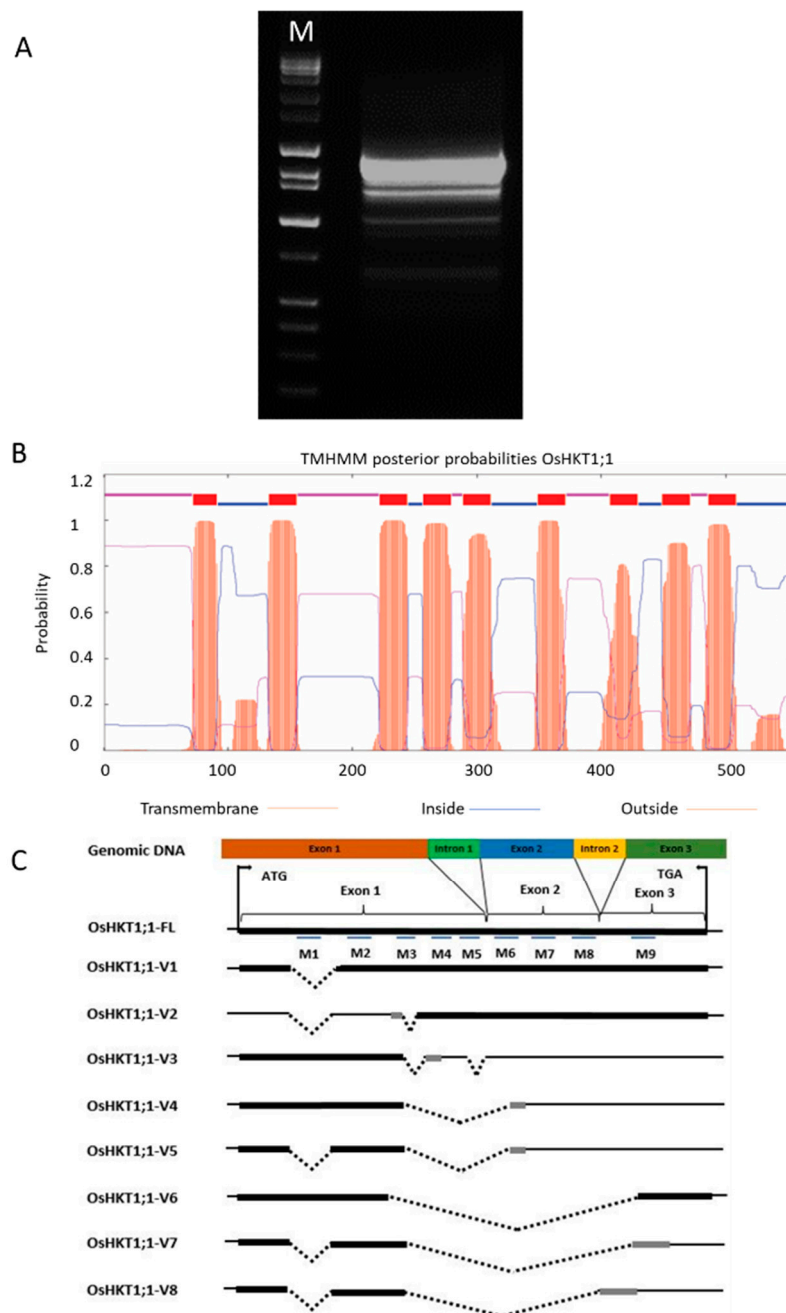 A
M
B
TMHMM posterior probabilities OsHKT1;1
1.2
1
0.8
0.6
0.4
0.2
0
Probability
0 100 200 300 400 500
Transmembrane Inside Outside
C
Genomic DNA Exon 1 Intron 1 Exon 2 Intron 2 Exon 3
ATG TGA
Exon 1 Exon 2 Exon 3
OsHKT1;1-FL
M1 M2 M3 M4 M5 M6 M7 M8 M9
OsHKT1;1-V1
OsHKT1;1-V2
OsHKT1;1-V3
OsHKT1;1-V4
OsHKT1;1-V5
OsHKT1;1-V6
OsHKT1;1-V7
OsHKT1;1-V8